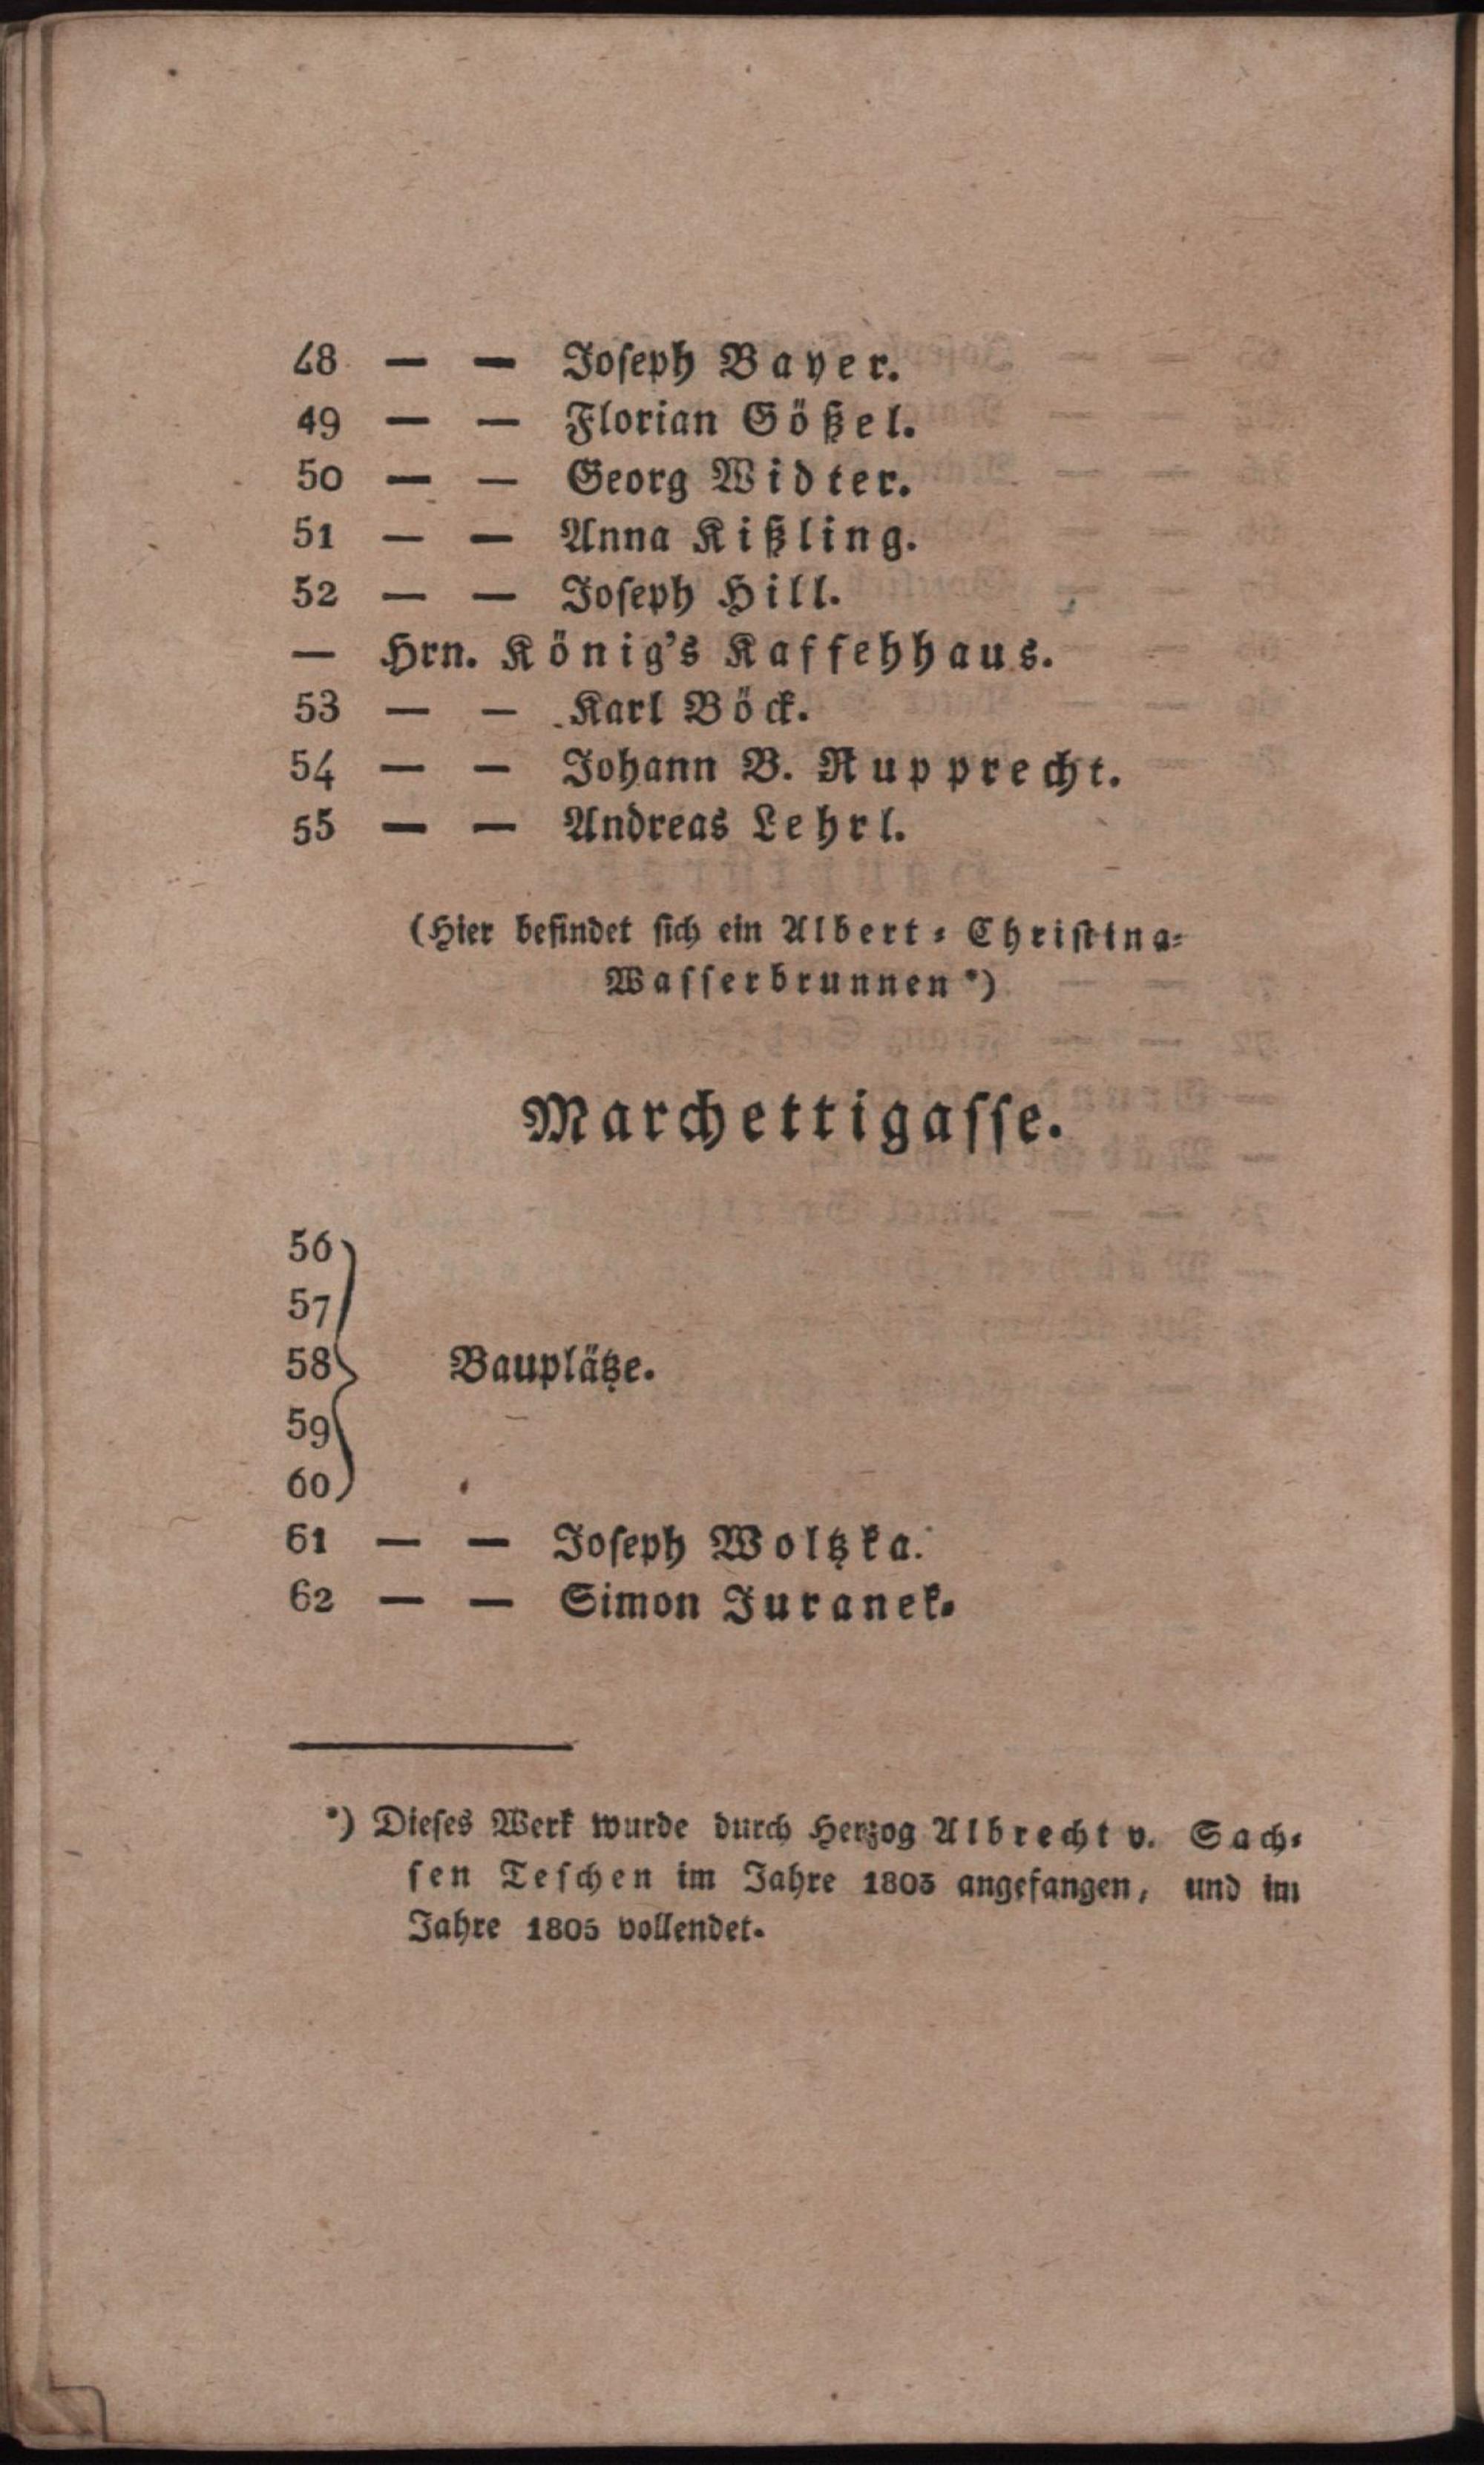 48 — — Joseph Bayer.
49 — — Florian Gößel.
50 — — Georg Widter.
51 — — Anna Kißling.
52 — — Joseph Hill.
— Hrn. König's Kaffehhaus.
53 — — Karl Böck.
54 — — Johann B. Rupprecht.
55 — — Andreas Lehrl.
(Hier befindet sich ein Albert-Christina-
Wasserbrunnen*)
Marchettigasse.
56
57
58 Bauplätze.
59
60
61 — — Joseph Woltzka.
62 — — Simon Juranek.
*) Dieses Werk wurde durch Herzog Albrecht v. Sach-
sen Teschen im Jahre 1803 angefangen, und im
Jahre 1805 vollendet.